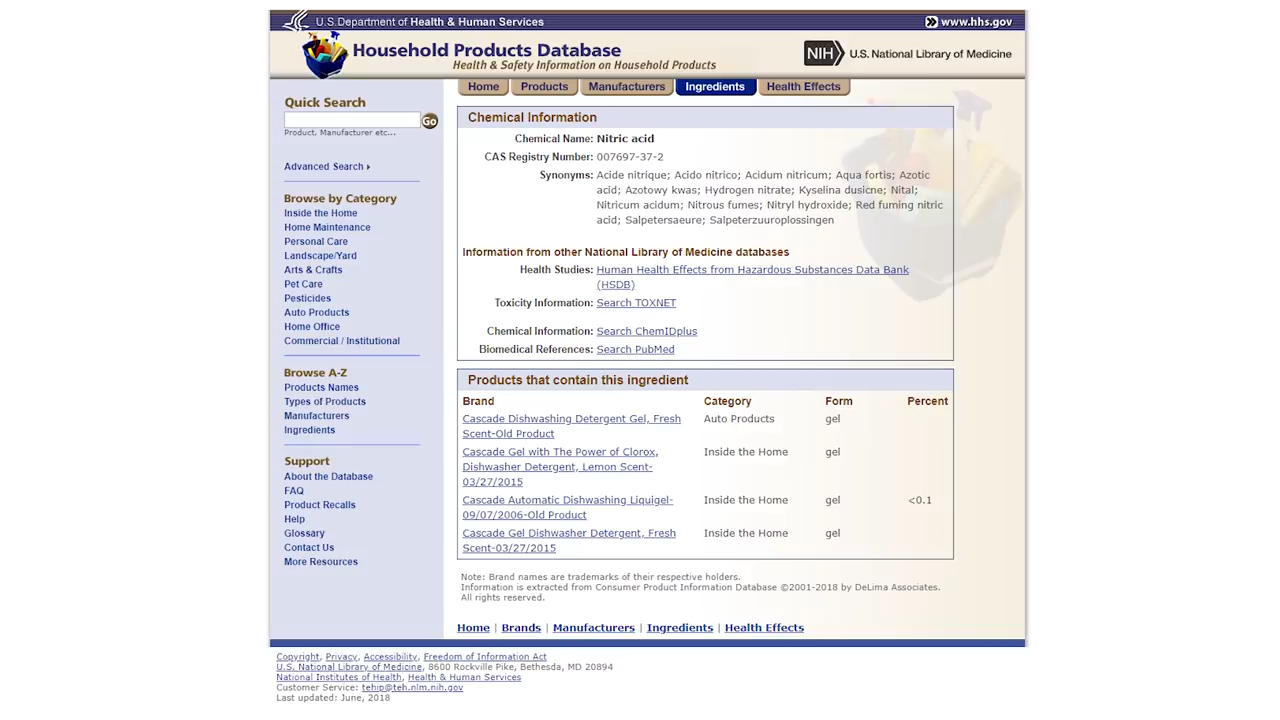 U.S.Department of Health & Human Services
www.hhs.gov
Household Products Database
Health & Safety Information on Household Products
NIH U.S. National Library of Medicine
Home Products Manufacturers Ingredients Health Effects
Quick Search
Go
Product, Manufacturer etc...
Advanced Search
Browse by Category
Inside the Home
Home Maintenance
Personal Care
Landscape/Yard
Arts & Crafts
Pet Care
Pesticides
Auto Products
Home Office
Commercial / Institutional
Browse A-Z
Products Names
Types of Products
Manufacturers
Ingredients
Support
About the Database
FAQ
Product Recalls
Help
Glossary
Contact Us
More Resources
Chemical Information
Chemical Name: Nitric acid
CAS Registry Number: 007697-37-2
Synonyms: Acide nitrique; Acido nitrico; Acidum nitricum; Aqua fortis; Azotic
acid; Azotowy kwas; Hydrogen nitrate; Kyselina dusicne; Nital;
Nitricum acidum; Nitrous fumes; Nitryl hydroxide; Red fuming nitric
acid; Salpetersaeure; Salpeterzuuroplossingen
Information from other National Library of Medicine databases
Health Studies: Human Health Effects from Hazardous Substances Data Bank
(HSDB)
Toxicity Information: Search TOXNET
Chemical Information: Search ChemIDplus
Biomedical References: Search PubMed
Products that contain this ingredient
Brand Category Form Percent
Cascade Dishwashing Detergent Gel, Fresh Auto Products gel
Scent-Old Product
Cascade Gel with The Power of Clorox, Inside the Home gel
Dishwasher Detergent, Lemon Scent-
03/27/2015
Cascade Automatic Dishwashing Liquigel- Inside the Home gel <0.1
09/07/2006-Old Product
Cascade Gel Dishwasher Detergent, Fresh Inside the Home gel
Scent-03/27/2015
Note: Brand names are trademarks of their respective holders.
Information is extracted from Consumer Product Information Database ©2001-2018 by DeLima Associates.
All rights reserved.
Home | Brands | Manufacturers | Ingredients | Health Effects
Copyright, Privacy, Accessibility, Freedom of Information Act
U.S. National Library of Medicine, 8600 Rockville Pike, Bethesda, MD 20894
National Institutes of Health, Health & Human Services
Customer Service: tehip@teh.nlm.nih.gov
Last updated: June, 2018